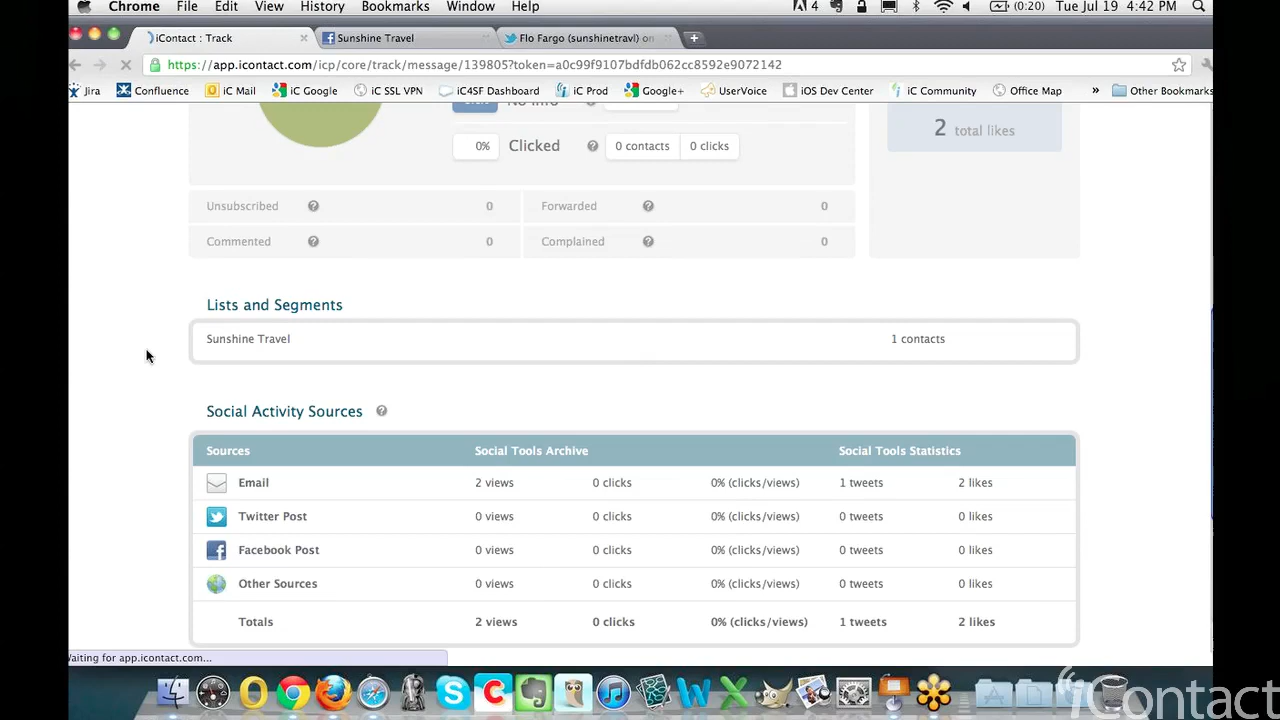 Chrome File Edit View History Bookmarks Window Help 4 (0:20) Tue Jul 19 4:42 PM
iContact : Track Sunshine Travel Flo Fargo (sunshinetravl) on
https://app.icontact.com/icp/core/track/message/139805?token=a0c99f9107bdfdb062cc8592e9072142
Jira Confluence iC Mail iC Google iC SSL VPN iC4SF Dashboard iC Prod Google+ UserVoice iOS Dev Center iC Community Office Map » Other Bookmarks
No Info
2 total likes
0% Clicked 0 contacts 0 clicks
Unsubscribed 0 Forwarded 0
Commented 0 Complained 0
Lists and Segments
Sunshine Travel 1 contacts
Social Activity Sources
Sources Social Tools Archive Social Tools Statistics
Email 2 views 0 clicks 0% (clicks/views) 1 tweets 2 likes
Twitter Post 0 views 0 clicks 0% (clicks/views) 0 tweets 0 likes
Facebook Post 0 views 0 clicks 0% (clicks/views) 0 tweets 0 likes
Other Sources 0 views 0 clicks 0% (clicks/views) 0 tweets 0 likes
Totals 2 views 0 clicks 0% (clicks/views) 1 tweets 2 likes
Waiting for app.icontact.com...
iContact